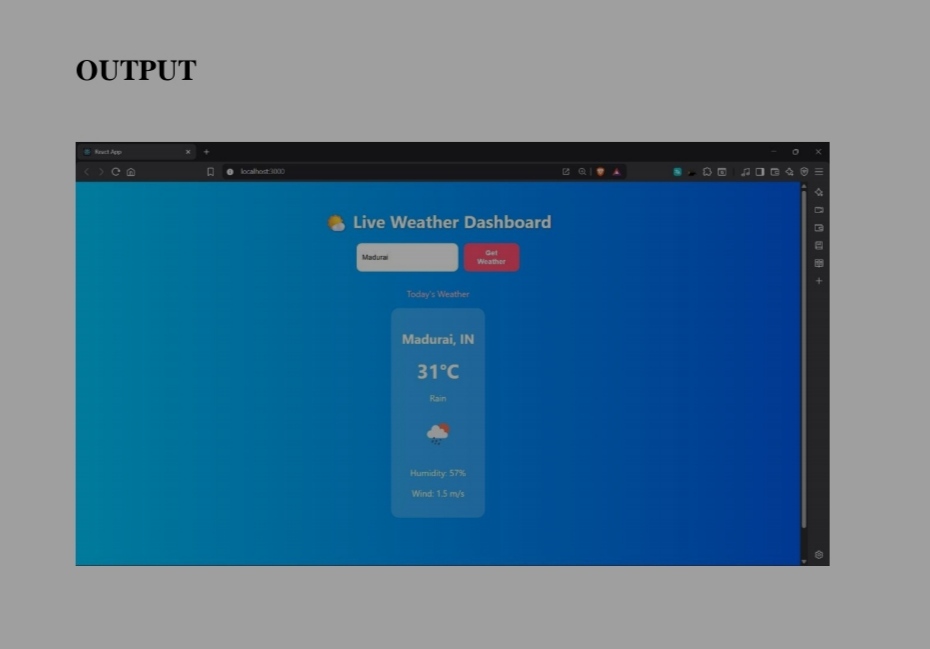 OUTPUT
React App
localhost:3000
Live Weather Dashboard
Madurai
Get
Weather
Today's Weather
Madurai, IN
31°C
Rain
Humidity: 57%
Wind: 1.5 m/s